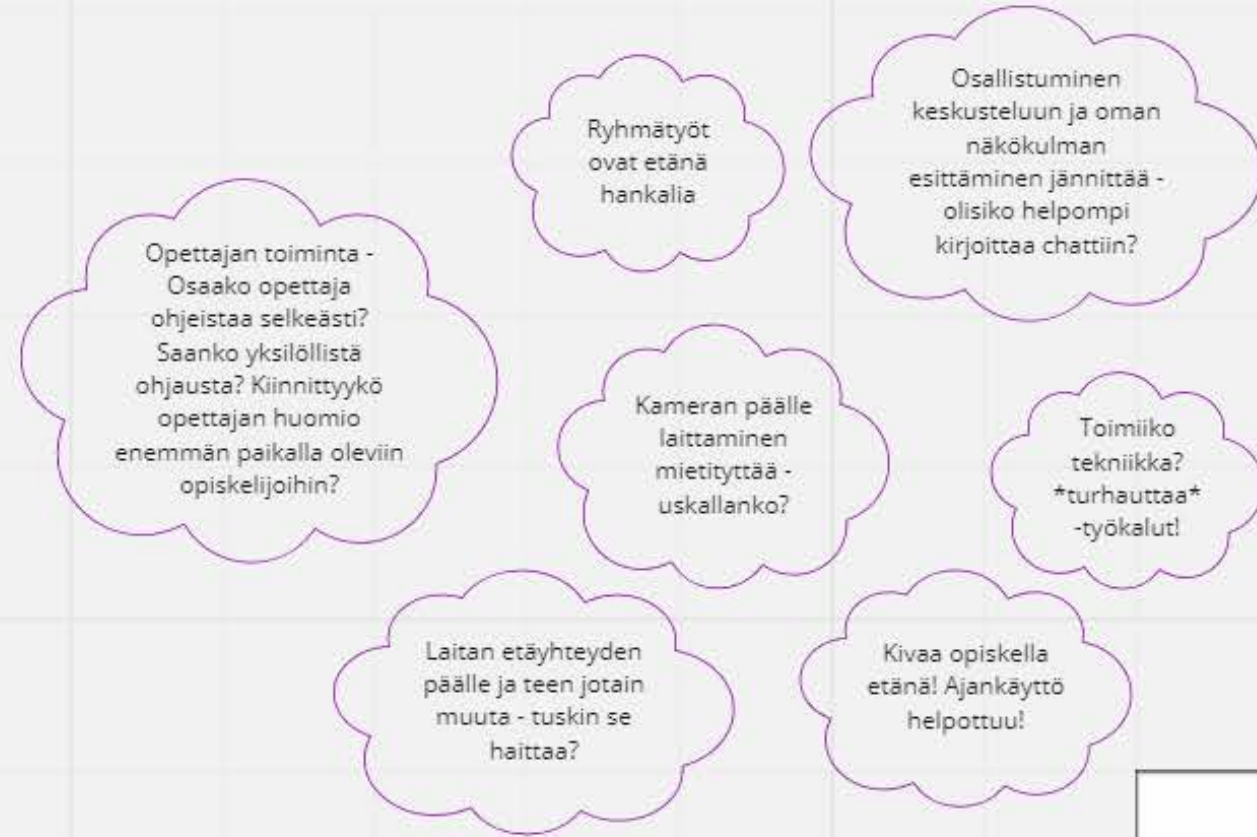 Ryhmätyöt
ovat etänä
hankalia
Osallistuminen
keskusteluun ja oman
näkökulman
esittäminen jännittää -
olisiko helpompi
kirjoittaa chattiin?
Opettajan toiminta -
Osaako opettaja
ohjeistaa selkeästi?
Saanko yksilöllistä
ohjausta? Kiinnittyykö
opettajan huomio
enemmän paikalla oleviin
opiskelijoihin?
Kameran päälle
laittaminen
mietityttää -
uskallanko?
Toimiiko
tekniikka?
*turhauttaa*
-työkalut!
Laitan etäyhteyden
päälle ja teen jotain
muuta - tuskin se
haittaa?
Kivaa opiskella
etänä! Ajankäyttö
helpottuu!